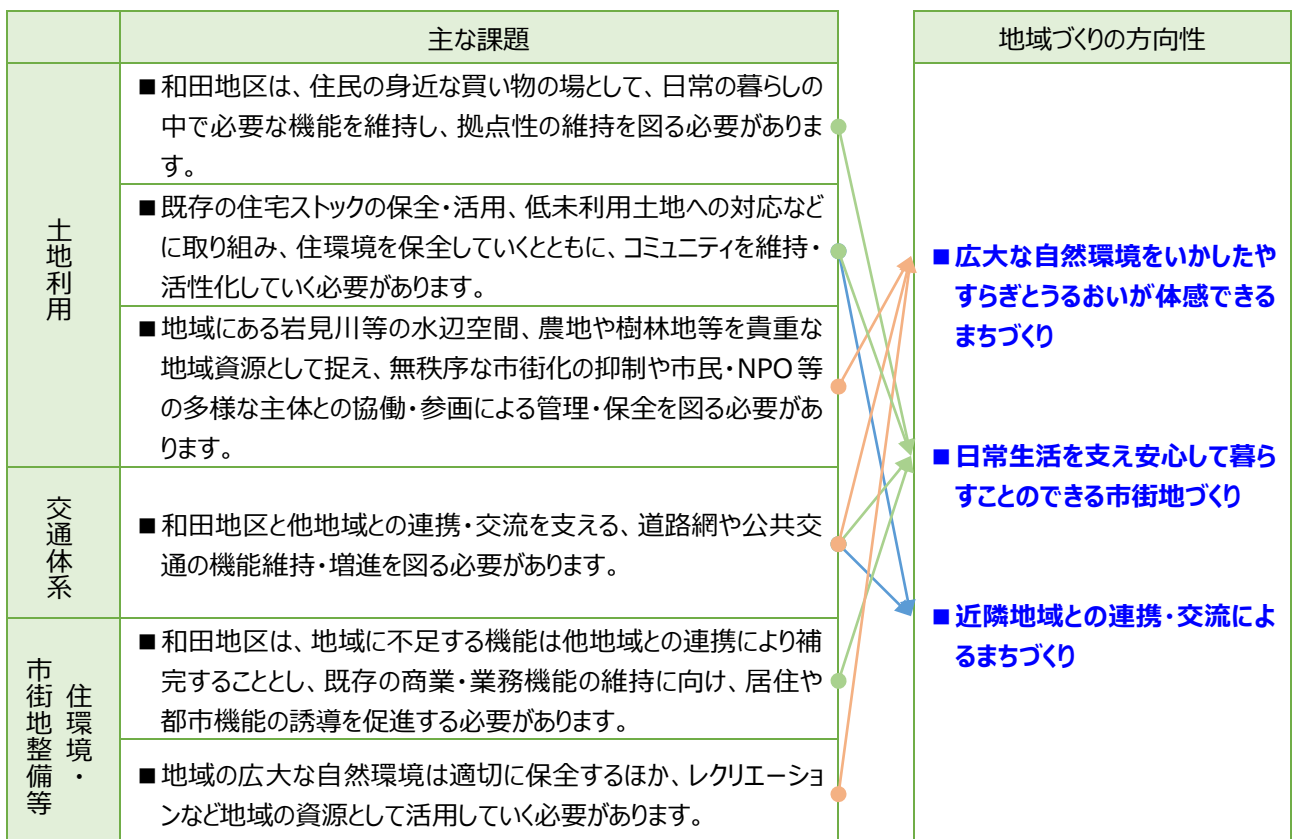 主な課題
土地利用
■和田地区は、住民の身近な買い物の場として、日常の暮らしの
中で必要な機能を維持し、拠点性の維持を図る必要がありま
す。
■既存の住宅ストックの保全・活用、低未利用土地への対応など
に取り組み、住環境を保全していくとともに、コミュニティを維持・
活性化していく必要があります。
■地域にある岩見川等の水辺空間、農地や樹林地等を貴重な
地域資源として捉え、無秩序な市街化の抑制や市民・NPO等
の多様な主体との協働・参画による管理・保全を図る必要があ
ります。
交通体系
■和田地区と他地域との連携・交流を支える、道路網や公共交
通の機能維持・増進を図る必要があります。
住環境・
市街地整備等
■和田地区は、地域に不足する機能は他地域との連携により補
完することとし、既存の商業・業務機能の維持に向け、居住や
都市機能の誘導を促進する必要があります。
■地域の広大な自然環境は適切に保全するほか、レクリエーショ
ンなど地域の資源として活用していく必要があります。
地域づくりの方向性
■広大な自然環境をいかしたや
すらぎとうるおいが体感できる
まちづくり
■日常生活を支え安心して暮ら
すことのできる市街地づくり
■近隣地域との連携・交流によ
るまちづくり